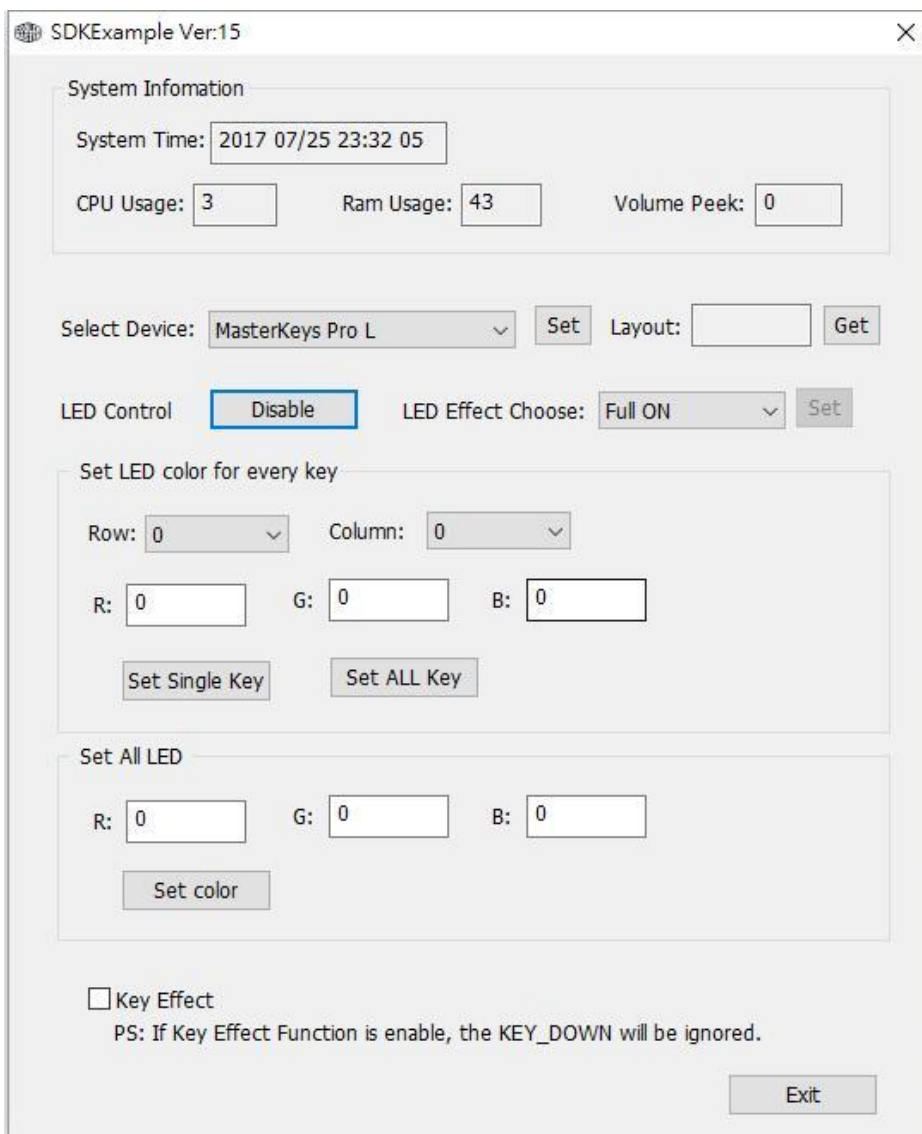 SDKExample Ver:15
System Infomation
System Time: 2017 07/25 23:32 05
CPU Usage: 3 Ram Usage: 43 Volume Peek: 0
Select Device: MasterKeys Pro L Set Layout: Get
LED Control Disable LED Effect Choose: Full ON Set
Set LED color for every key
Row: 0 Column: 0
R: 0 G: 0 B: 0
Set Single Key Set ALL Key
Set All LED
R: 0 G: 0 B: 0
Set color
Key Effect
PS: If Key Effect Function is enable, the KEY_DOWN will be ignored.
Exit